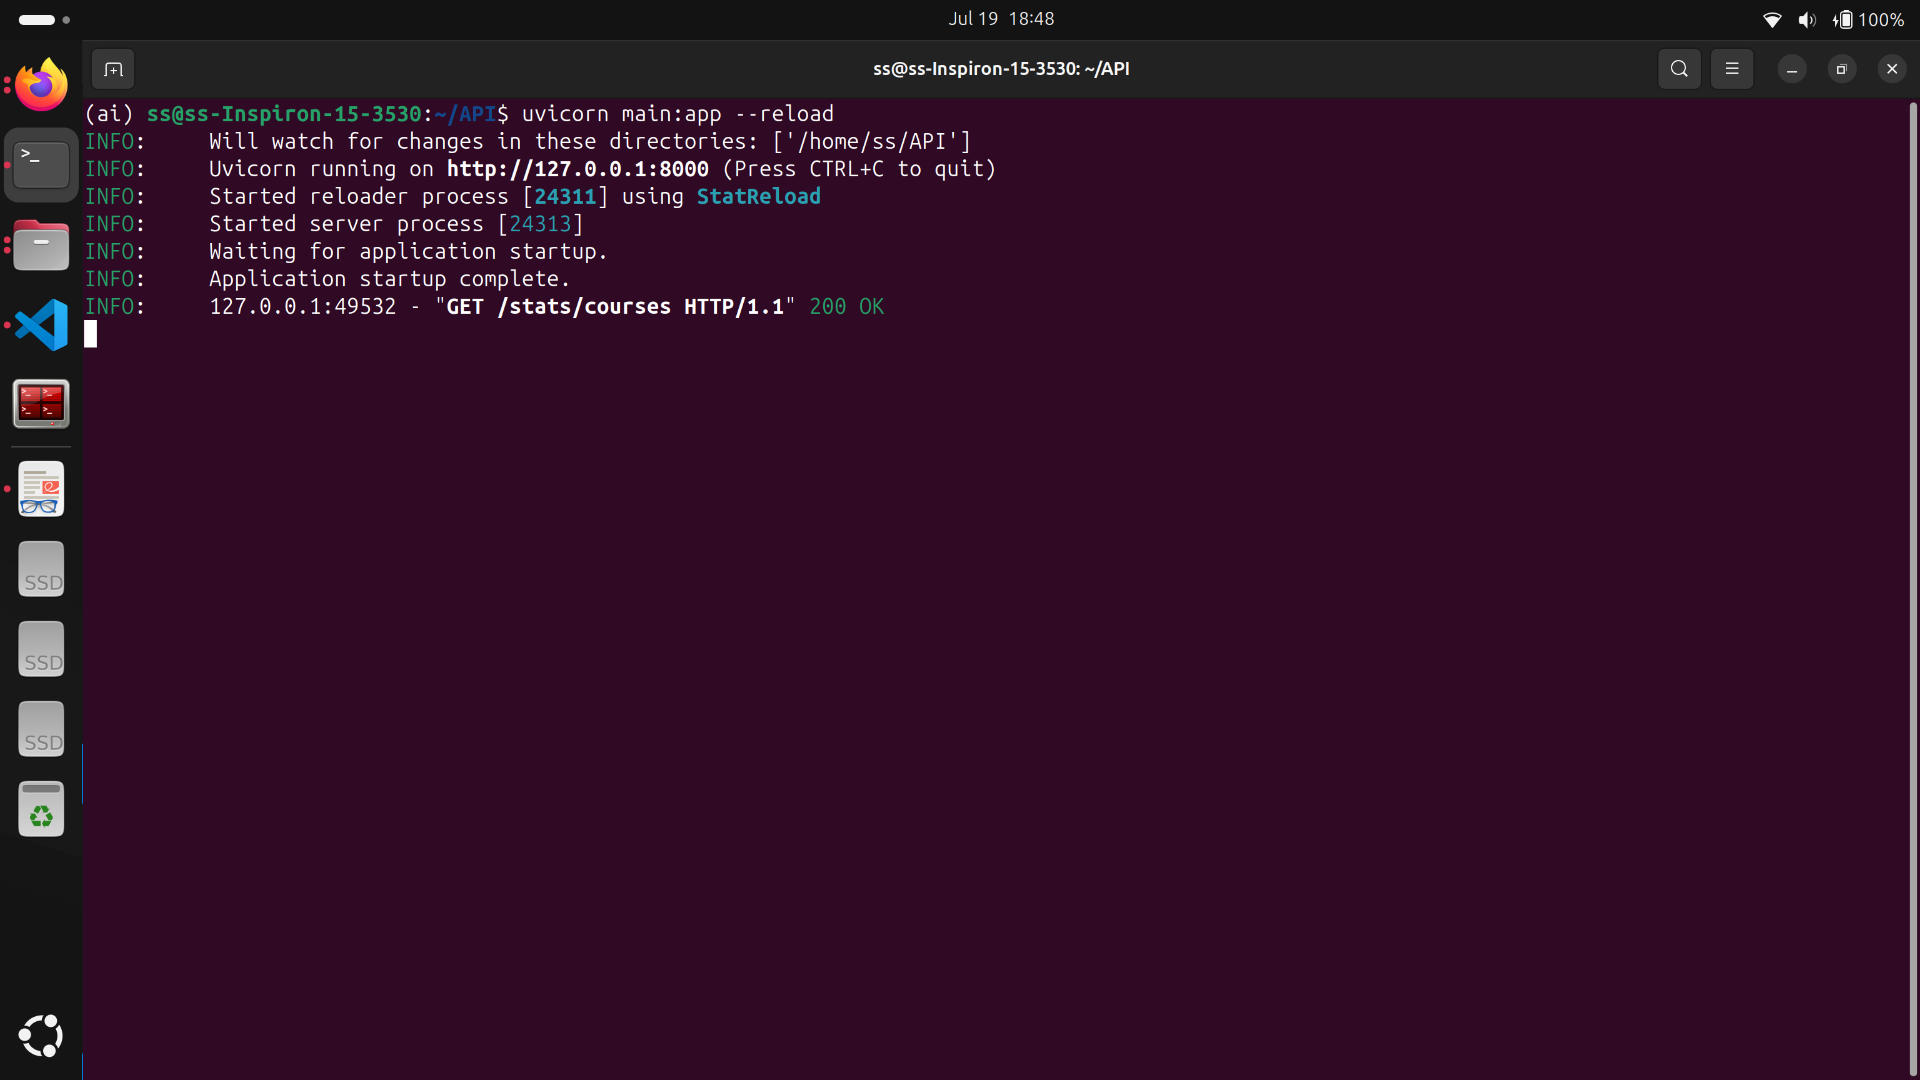 Jul 19 18:48
100%
ss@ss-Inspiron-15-3530: ~/API
(ai) ss@ss-Inspiron-15-3530:~/API$ uvicorn main:app --reload
INFO: Will watch for changes in these directories: ['/home/ss/API']
INFO: Uvicorn running on http://127.0.0.1:8000 (Press CTRL+C to quit)
INFO: Started reloader process [24311] using StatReload
INFO: Started server process [24313]
INFO: Waiting for application startup.
INFO: Application startup complete.
INFO: 127.0.0.1:49532 - "GET /stats/courses HTTP/1.1" 200 OK
SSD
SSD
SSD